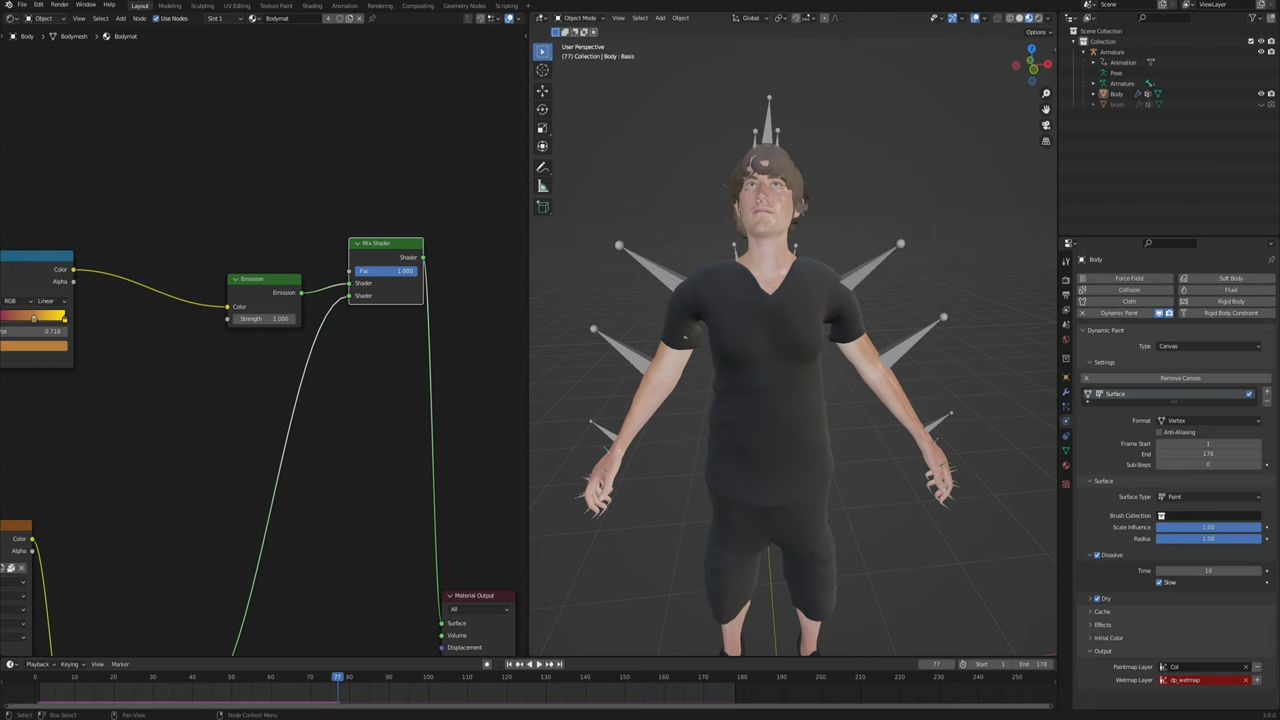 File Edit Render Window Help Layout Modeling Sculpting UV Editing Texture Paint Shading Animation Rendering Compositing Geometry Nodes Scripting Scene ViewLayer
Object View Select Add Node Use Nodes Slot 1 Bodymat 4
Object Mode View Select Add Object Global
Body Bodymesh Bodymat
Options
User Perspective
(77) Collection | Body : Basis
Scene Collection
Collection
Armature
Animation
Pose
Armature
Body
brush
Color
Alpha
RGB Linear
0.718
Emission
Emission
Color
Strength 1.000
Mix Shader
Shader
Fac 1.000
Shader
Shader
Color
Alpha
Material Output
All
Surface
Volume
Displacement
Body
Force Field Soft Body
Collision Fluid
Cloth Rigid Body
Dynamic Paint Rigid Body Constraint
Dynamic Paint
Type Canvas
Settings
Remove Canvas
Surface
Format Vertex
Anti-Aliasing
Frame Start 1
End 178
Sub-Steps 0
Surface
Surface Type Paint
Brush Collection
Scale Influence 1.00
Radius 1.00
Dissolve
Time 10
Slow
Dry
Cache
Effects
Initial Color
Output
Paintmap Layer Col
Wetmap Layer dp_wetmap
Playback Keying View Marker 77 Start 1 End 178
0 10 20 30 40 50 60 70 77 80 90 100 110 120 130 140 150 160 170 180 190 200 210 220 230 240 250
Select Box Select Pan View Node Context Menu 3.0.0